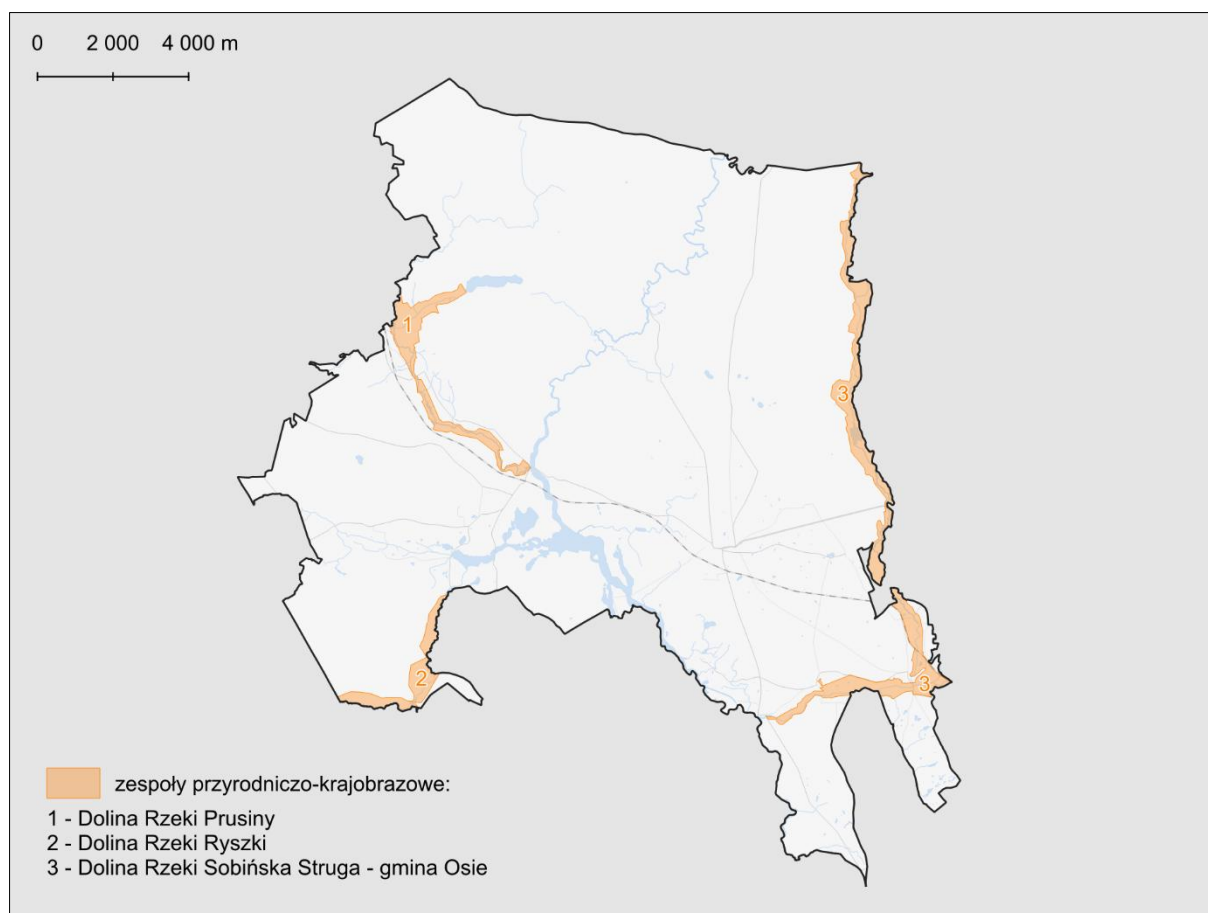 0 2 000 4 000 m
1
3
2
3
zespoły przyrodniczo-krajobrazowe:
1 - Dolina Rzeki Prusiny
2 - Dolina Rzeki Ryszki
3 - Dolina Rzeki Sobińska Struga - gmina Osie